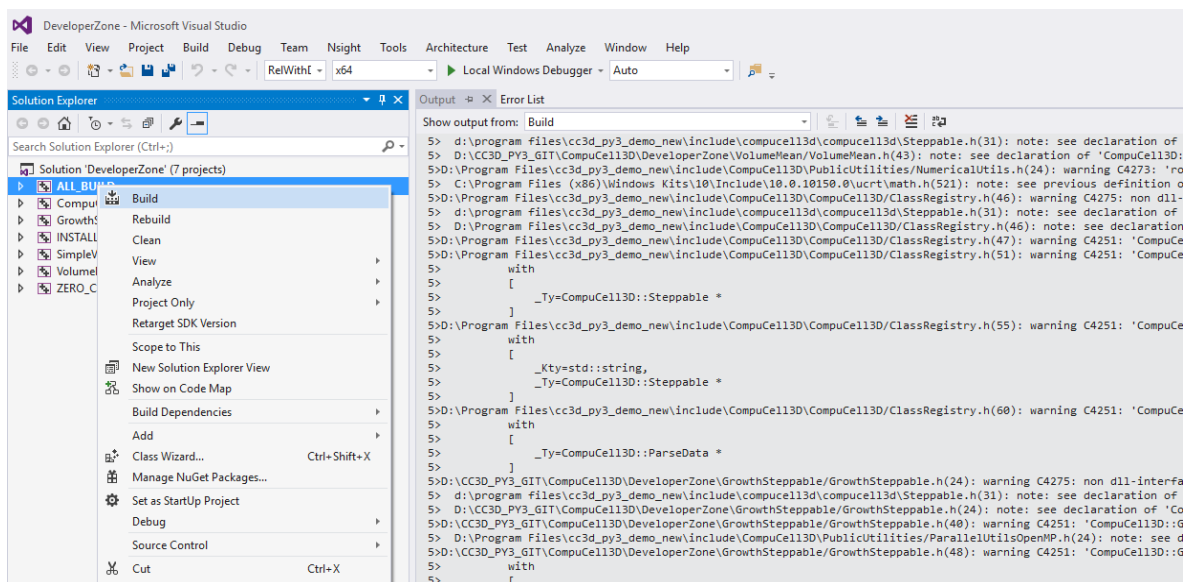 DeveloperZone - Microsoft Visual Studio
File Edit View Project Build Debug Team Nsight Tools Architecture Test Analyze Window Help
RelWithD x64 Local Windows Debugger Auto
Solution Explorer
Search Solution Explorer (Ctrl+;)
Solution 'DeveloperZone' (7 projects)
ALL_BUILD
CompuC
GrowthS
INSTALL
SimpleV
VolumeM
ZERO_C
Build
Rebuild
Clean
View
Analyze
Project Only
Retarget SDK Version
Scope to This
New Solution Explorer View
Show on Code Map
Build Dependencies
Add
Class Wizard... Ctrl+Shift+X
Manage NuGet Packages...
Set as StartUp Project
Debug
Source Control
Cut Ctrl+X
Output Error List
Show output from: Build
5> d:\program files\cc3d_py3_demo_new\include\compucell3d\compucell3d\Steppable.h(31): note: see declaration of
5> D:\CC3D_PY3_GIT\CompuCell3D\DeveloperZone\VolumeMean/VolumeMean.h(43): note: see declaration of 'CompuCell3D:
5>D:\Program Files\cc3d_py3_demo_new\include\CompuCell3D\PublicUtilities/NumericalUtils.h(24): warning C4273: 'ro
5> C:\Program Files (x86)\Windows Kits\10\Include\10.0.10150.0\ucrt\math.h(521): note: see previous definition o
5>D:\Program Files\cc3d_py3_demo_new\include\CompuCell3D\CompuCell3D/ClassRegistry.h(46): warning C4275: non dll-
5> d:\program files\cc3d_py3_demo_new\include\compucell3d\compucell3d\Steppable.h(31): note: see declaration of
5> D:\Program Files\cc3d_py3_demo_new\include\CompuCell3D\CompuCell3D/ClassRegistry.h(46): note: see declaration
5>D:\Program Files\cc3d_py3_demo_new\include\CompuCell3D\CompuCell3D/ClassRegistry.h(47): warning C4251: 'CompuCe
5>D:\Program Files\cc3d_py3_demo_new\include\CompuCell3D\CompuCell3D/ClassRegistry.h(51): warning C4251: 'CompuCe
5> with
5> [
5> _Ty=CompuCell3D::Steppable *
5> ]
5>D:\Program Files\cc3d_py3_demo_new\include\CompuCell3D\CompuCell3D/ClassRegistry.h(55): warning C4251: 'CompuCe
5> with
5> [
5> _Kty=std::string,
5> _Ty=CompuCell3D::Steppable *
5> ]
5>D:\Program Files\cc3d_py3_demo_new\include\CompuCell3D\CompuCell3D/ClassRegistry.h(60): warning C4251: 'CompuCe
5> with
5> [
5> _Ty=CompuCell3D::ParseData *
5> ]
5>D:\CC3D_PY3_GIT\CompuCell3D\DeveloperZone\GrowthSteppable/GrowthSteppable.h(24): warning C4275: non dll-interfa
5> d:\program files\cc3d_py3_demo_new\include\compucell3d\compucell3d\Steppable.h(31): note: see declaration of
5> D:\CC3D_PY3_GIT\CompuCell3D\DeveloperZone\GrowthSteppable/GrowthSteppable.h(24): note: see declaration of 'Co
5>D:\CC3D_PY3_GIT\CompuCell3D\DeveloperZone\GrowthSteppable/GrowthSteppable.h(40): warning C4251: 'CompuCell3D::G
5> D:\Program Files\cc3d_py3_demo_new\include\CompuCell3D\PublicUtilities/ParallelUtilsOpenMP.h(24): note: see d
5>D:\CC3D_PY3_GIT\CompuCell3D\DeveloperZone\GrowthSteppable/GrowthSteppable.h(48): warning C4251: 'CompuCell3D::G
5> with
5> [